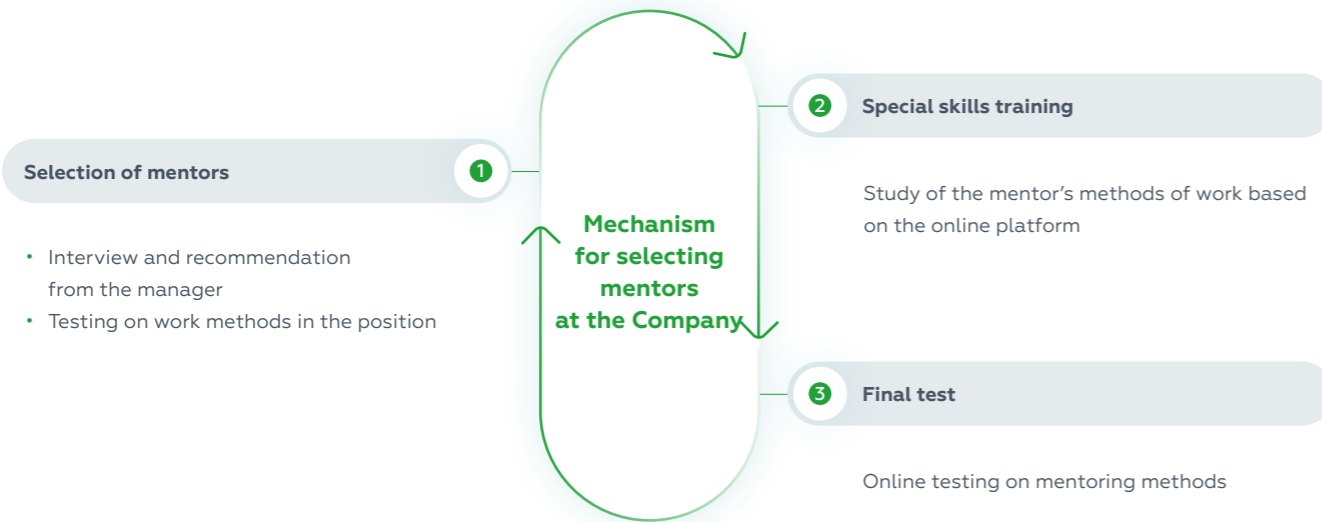 Selection of mentors
1
• Interview and recommendation
from the manager
• Testing on work methods in the position
Mechanism
for selecting
mentors
at the Company
2
Special skills training
Study of the mentor’s methods of work based
on the online platform
3
Final test
Online testing on mentoring methods